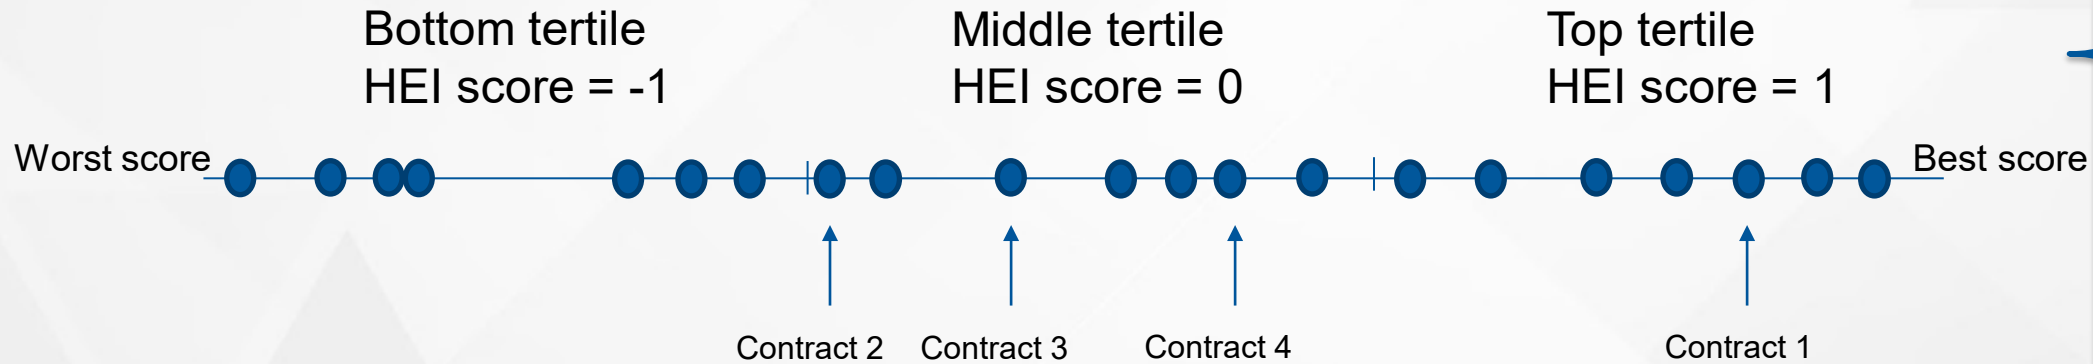 Bottom tertile
HEI score = -1
Middle tertile
HEI score = 0
Top tertile
HEI score = 1
Worst score
Best score
Contract 2
Contract 3
Contract 4
Contract 1